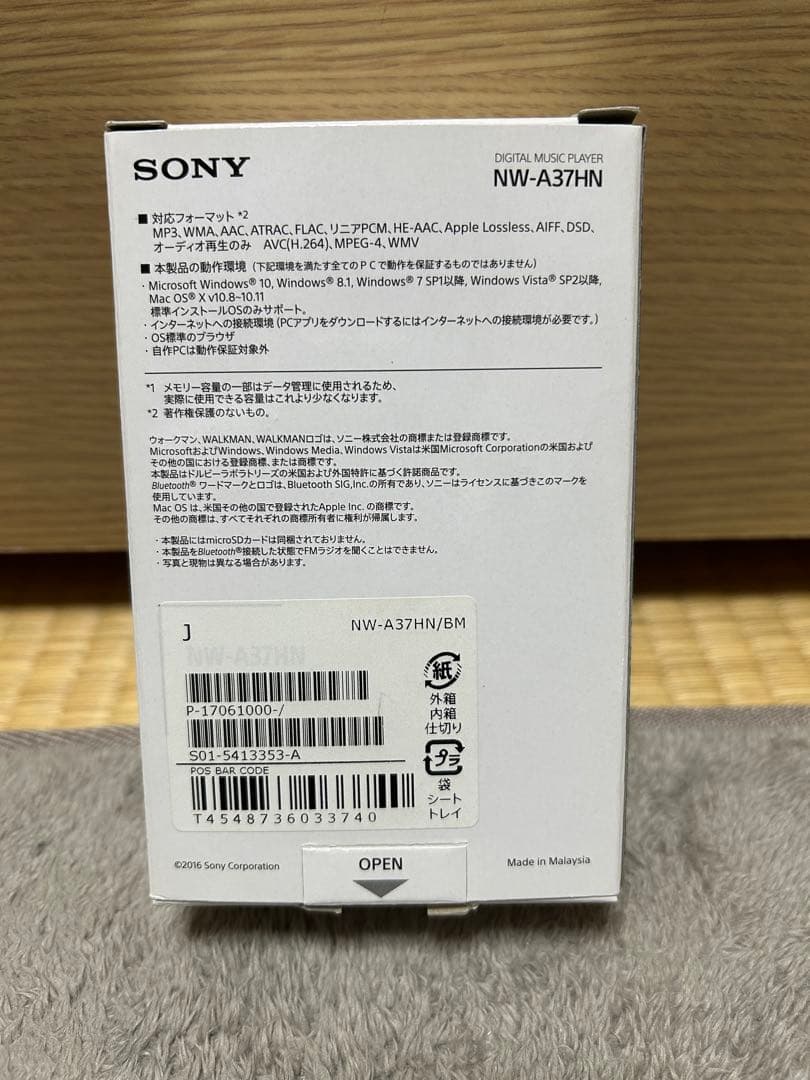 SONY
DIGITAL MUSIC PLAYER
NW-A37HN
■ 対応フォーマット *2
MP3、WMA、AAC、ATRAC、FLAC、リニアPCM、HE-AAC、Apple Lossless、AIFF、DSD、
オーディオ再生のみ AVC(H.264)、MPEG-4、WMV
■ 本製品の動作環境（下記環境を満たす全てのＰＣで動作を保証するものではありません）
・Microsoft Windows® 10, Windows® 8.1, Windows® 7 SP1以降, Windows Vista® SP2以降,
Mac OS® X v10.8~10.11
標準インストールOSのみサポート。
・インターネットへの接続環境（PCアプリをダウンロードするにはインターネットへの接続環境が必要です。）
・OS標準のブラウザ
・自作PCは動作保証対象外
*1 メモリー容量の一部はデータ管理に使用されるため、
実際に使用できる容量はこれより少なくなります。
*2 著作権保護のないもの。
ウォークマン、WALKMAN、WALKMANロゴは、ソニー株式会社の商標または登録商標です。
MicrosoftおよびWindows、Windows Media、Windows Vistaは米国Microsoft Corporationの米国および
その他の国における登録商標、または商標です。
本製品はドルビーラボラトリーズの米国および外国特許に基づく許諾商品です。
Bluetooth® ワードマークとロゴは、Bluetooth SIG,Inc.の所有であり、ソニーはライセンスに基づきこのマークを
使用しています。
Mac OS は、米国その他の国で登録されたApple Inc. の商標です。
その他の商標は、すべてそれぞれの商標所有者に権利が帰属します。
・本製品にはmicroSDカードは同梱されておりません。
・本製品をBluetooth®接続した状態でFMラジオを聞くことはできません。
・写真と現物は異なる場合があります。
J
NW-A37HN/BM
NW-A37HN
P-17061000-/
S01-5413353-A
POS BAR CODE
T4548736033740
紙
外箱
内箱
仕切り
プラ
袋
シート
トレイ
©2016 Sony Corporation
OPEN
Made in Malaysia